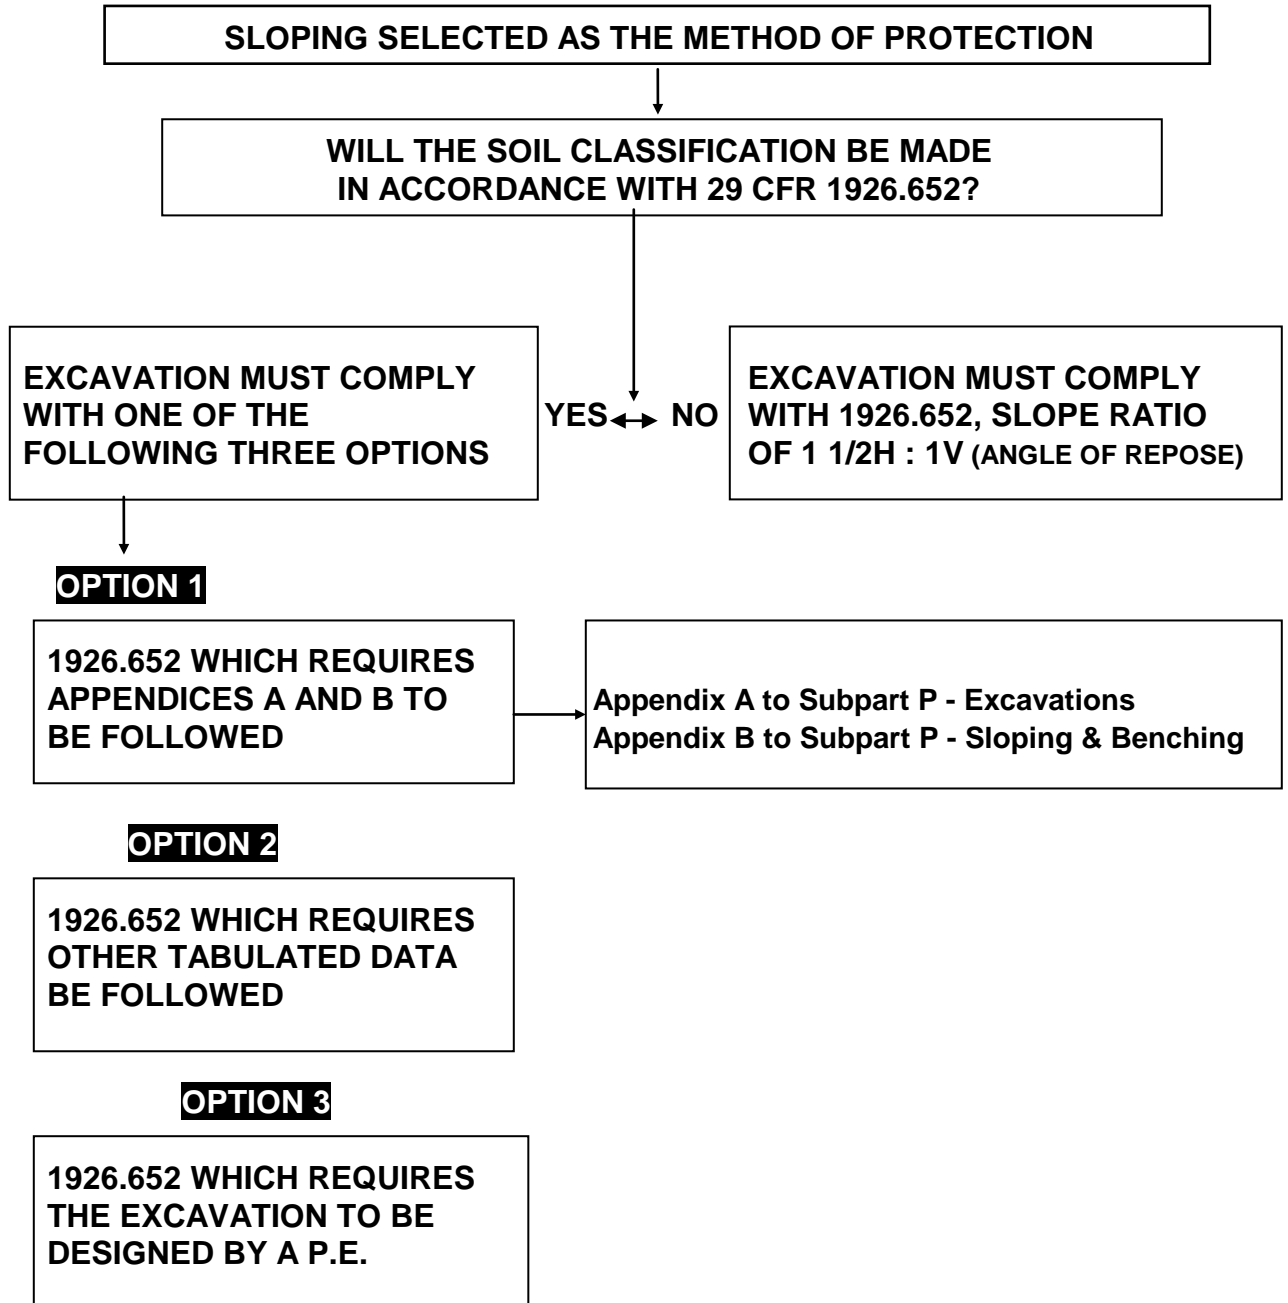 SLOPING SELECTED AS THE METHOD OF PROTECTION
WILL THE SOIL CLASSIFICATION BE MADE
IN ACCORDANCE WITH 29 CFR 1926.652?
EXCAVATION MUST COMPLY
WITH ONE OF THE
FOLLOWING THREE OPTIONS
YES NO
EXCAVATION MUST COMPLY
WITH 1926.652, SLOPE RATIO
OF 1 1/2H : 1V (ANGLE OF REPOSE)
OPTION 1
1926.652 WHICH REQUIRES
APPENDICES A AND B TO
BE FOLLOWED
Appendix A to Subpart P - Excavations
Appendix B to Subpart P - Sloping & Benching
OPTION 2
1926.652 WHICH REQUIRES
OTHER TABULATED DATA
BE FOLLOWED
OPTION 3
1926.652 WHICH REQUIRES
THE EXCAVATION TO BE
DESIGNED BY A P.E.